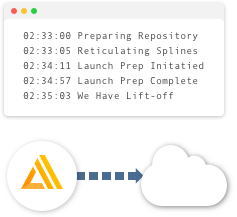 02:33:00 Preparing Repository
02:33:05 Reticulating Splines
02:34:11 Launch Prep Initatied
02:34:57 Launch Prep Complete
02:35:03 We Have Lift-off